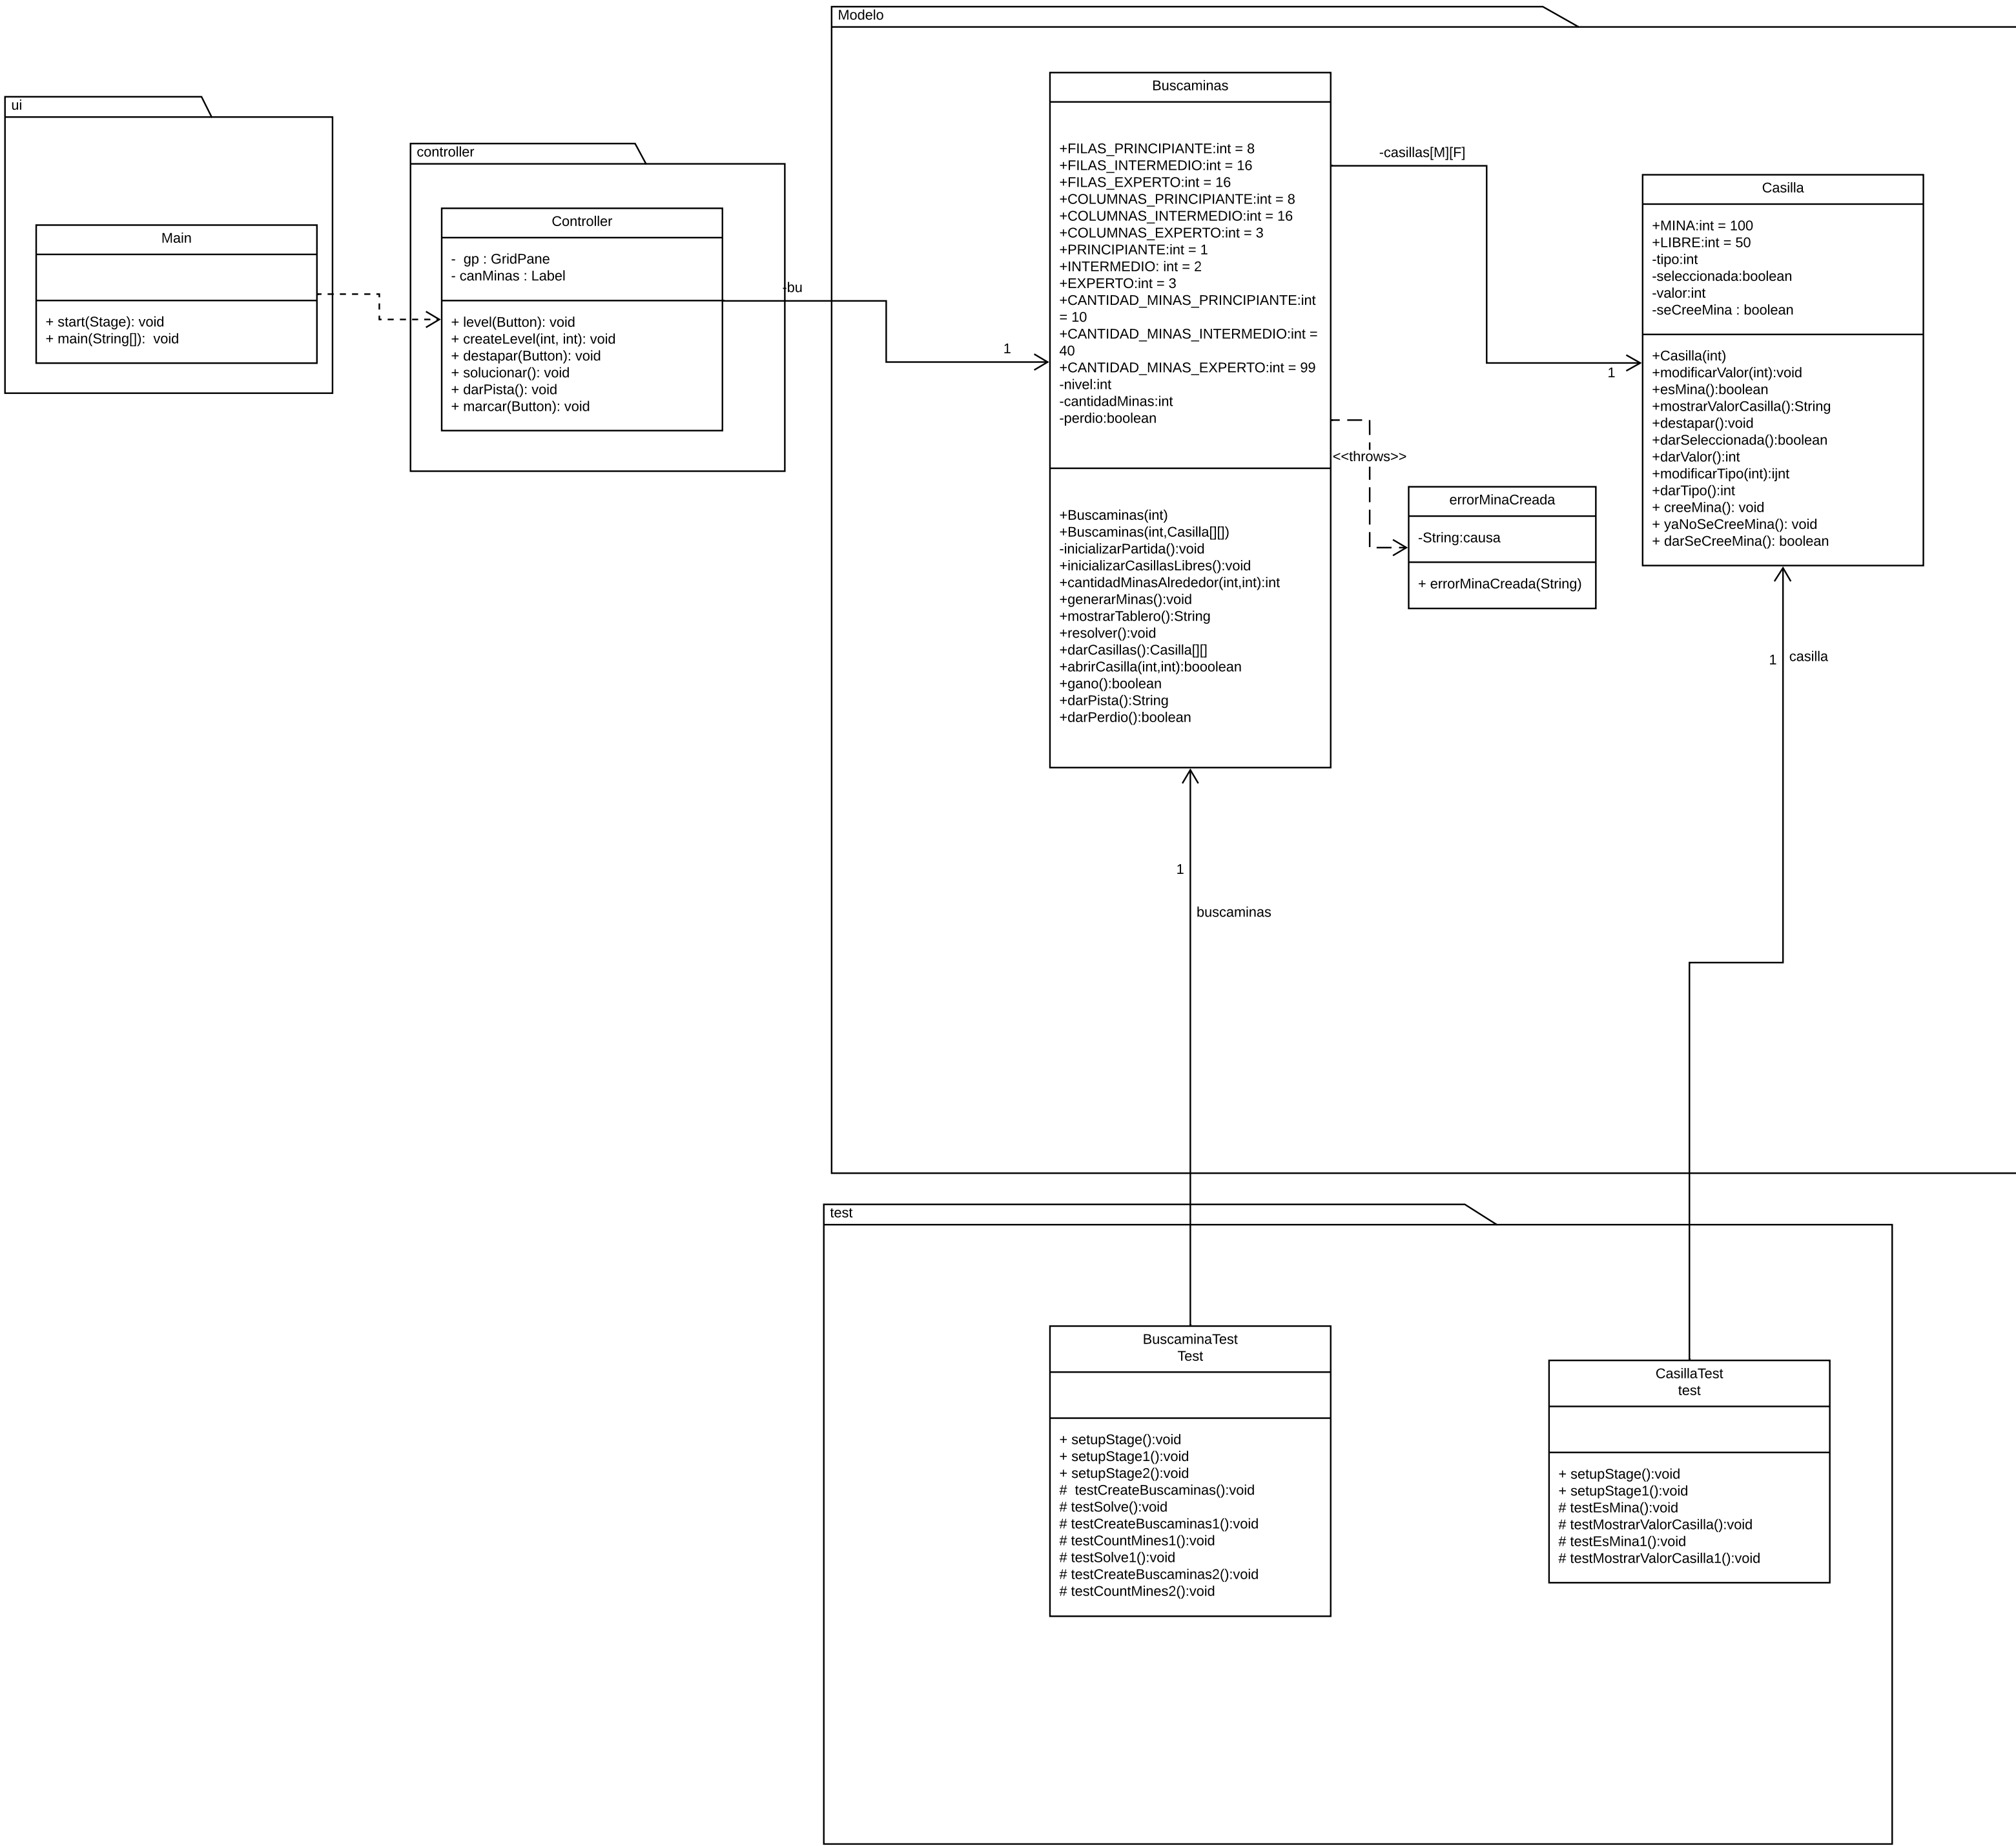 Modelo
ui
Main
+ start(Stage): void
+ main(String[]):  void
controller
Controller
-  gp : GridPane
- canMinas : Label
+ level(Button): void
+ createLevel(int, int): void
+ destapar(Button): void
+ solucionar(): void
+ darPista(): void
+ marcar(Button): void
-bu
1
Buscaminas
+FILAS_PRINCIPIANTE:int = 8
+FILAS_INTERMEDIO:int = 16
+FILAS_EXPERTO:int = 16
+COLUMNAS_PRINCIPIANTE:int = 8
+COLUMNAS_INTERMEDIO:int = 16
+COLUMNAS_EXPERTO:int = 3
+PRINCIPIANTE:int = 1
+INTERMEDIO: int = 2
+EXPERTO:int = 3
+CANTIDAD_MINAS_PRINCIPIANTE:int
= 10
+CANTIDAD_MINAS_INTERMEDIO:int =
40
+CANTIDAD_MINAS_EXPERTO:int = 99
-nivel:int
-cantidadMinas:int
-perdio:boolean
+Buscaminas(int)
+Buscaminas(int,Casilla[][])
-inicializarPartida():void
+inicializarCasillasLibres():void
+cantidadMinasAlrededor(int,int):int
+generarMinas():void
+mostrarTablero():String
+resolver():void
+darCasillas():Casilla[][]
+abrirCasilla(int,int):booolean
+gano():boolean
+darPista():String
+darPerdio():boolean
-casillas[M][F]
1
<<throws>>
errorMinaCreada
-String:causa
+ errorMinaCreada(String)
Casilla
+MINA:int = 100
+LIBRE:int = 50
-tipo:int
-seleccionada:boolean
-valor:int
-seCreeMina : boolean
+Casilla(int)
+modificarValor(int):void
+esMina():boolean
+mostrarValorCasilla():String
+destapar():void
+darSeleccionada():boolean
+darValor():int
+modificarTipo(int):ijnt
+darTipo():int
+ creeMina(): void
+ yaNoSeCreeMina(): void
+ darSeCreeMina(): boolean
1
casilla
1
buscaminas
test
BuscaminaTest
Test
+ setupStage():void
+ setupStage1():void
+ setupStage2():void
#  testCreateBuscaminas():void
# testSolve():void
# testCreateBuscaminas1():void
# testCountMines1():void
# testSolve1():void
# testCreateBuscaminas2():void
# testCountMines2():void
CasillaTest
test
+ setupStage():void
+ setupStage1():void
# testEsMina():void
# testMostrarValorCasilla():void
# testEsMina1():void
# testMostrarValorCasilla1():void